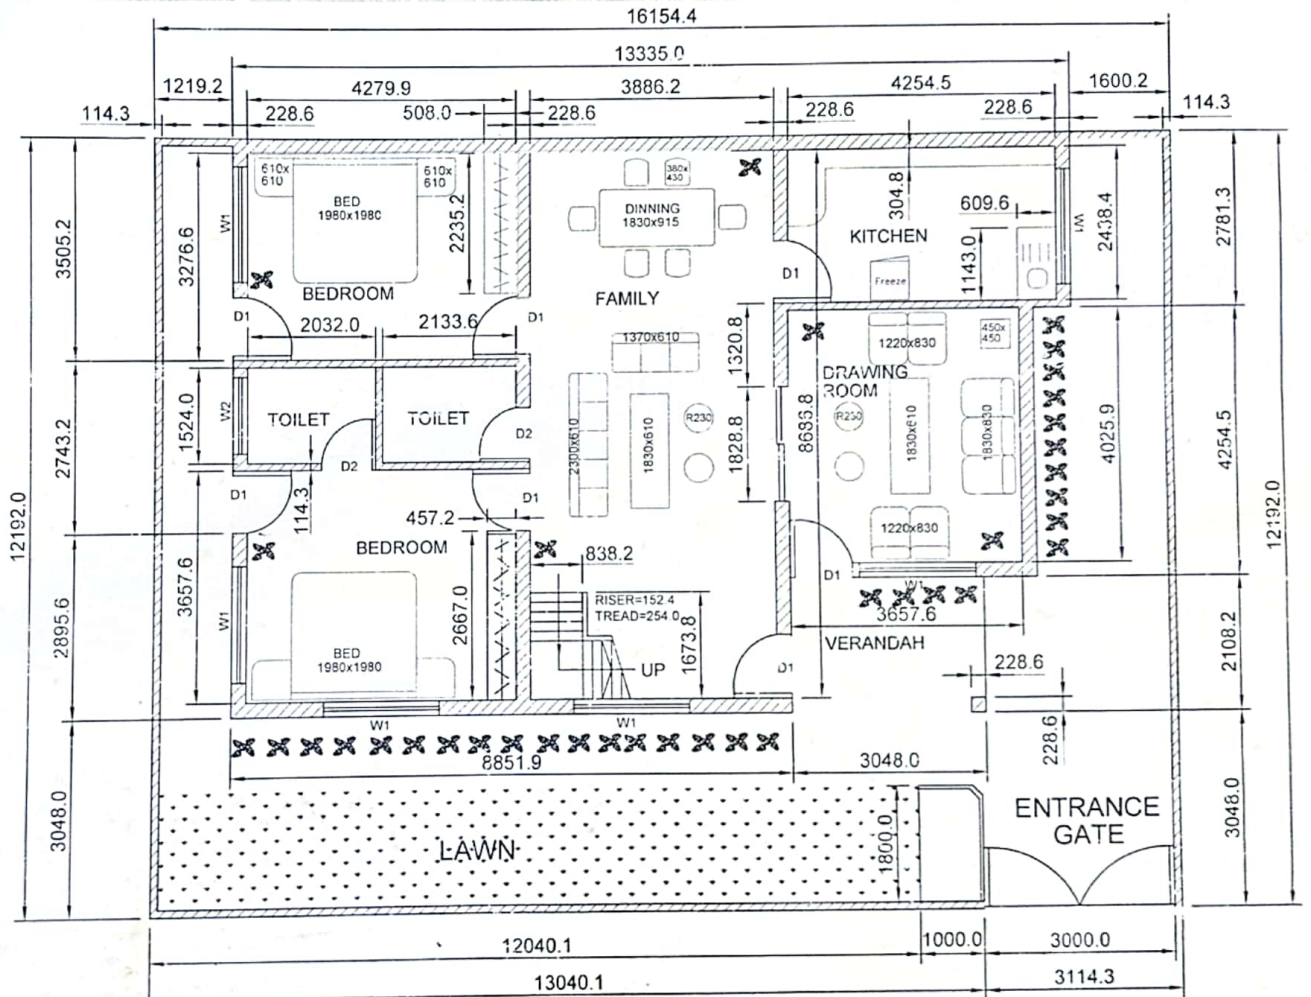 16154.4
13335.0
1219.2
4279.9
3886.2
4254.5
1600.2
114.3
228.6
508.0
228.6
228.6
228.6
114.3
610x
610
BED
1980x1980
610x
610
2235.2
380x
430
DINNING
1830x915
304.8
609.6
KITCHEN
1143.0
Freeze
2438.4
W1
2781.3
3505.2
3276.6
W1
BEDROOM
FAMILY
D1
D1
2032.0
2133.6
D1
1370x610
1320.8
1220x830
450x
450
DRAWING
ROOM
1524.0
W2
TOILET
TOILET
D2
D2
2300x610
1830x610
R230
1828.8
8686.8
R230
1830x610
1830x830
4025.9
4254.5
2743.2
12192.0
12192.0
D1
114.3
457.2
D1
BEDROOM
1220x830
838.2
D1
W1
3657.6
RISER=152.4
TREAD=254.0
3657.6
W1
2667.0
1673.8
VERANDAH
2895.6
2108.2
BED
1980x1980
UP
D1
228.6
228.6
W1
W1
8851.9
3048.0
3048.0
3048.0
LAWN
1800.0
ENTRANCE
GATE
12040.1
1000.0
3000.0
13040.1
3114.3